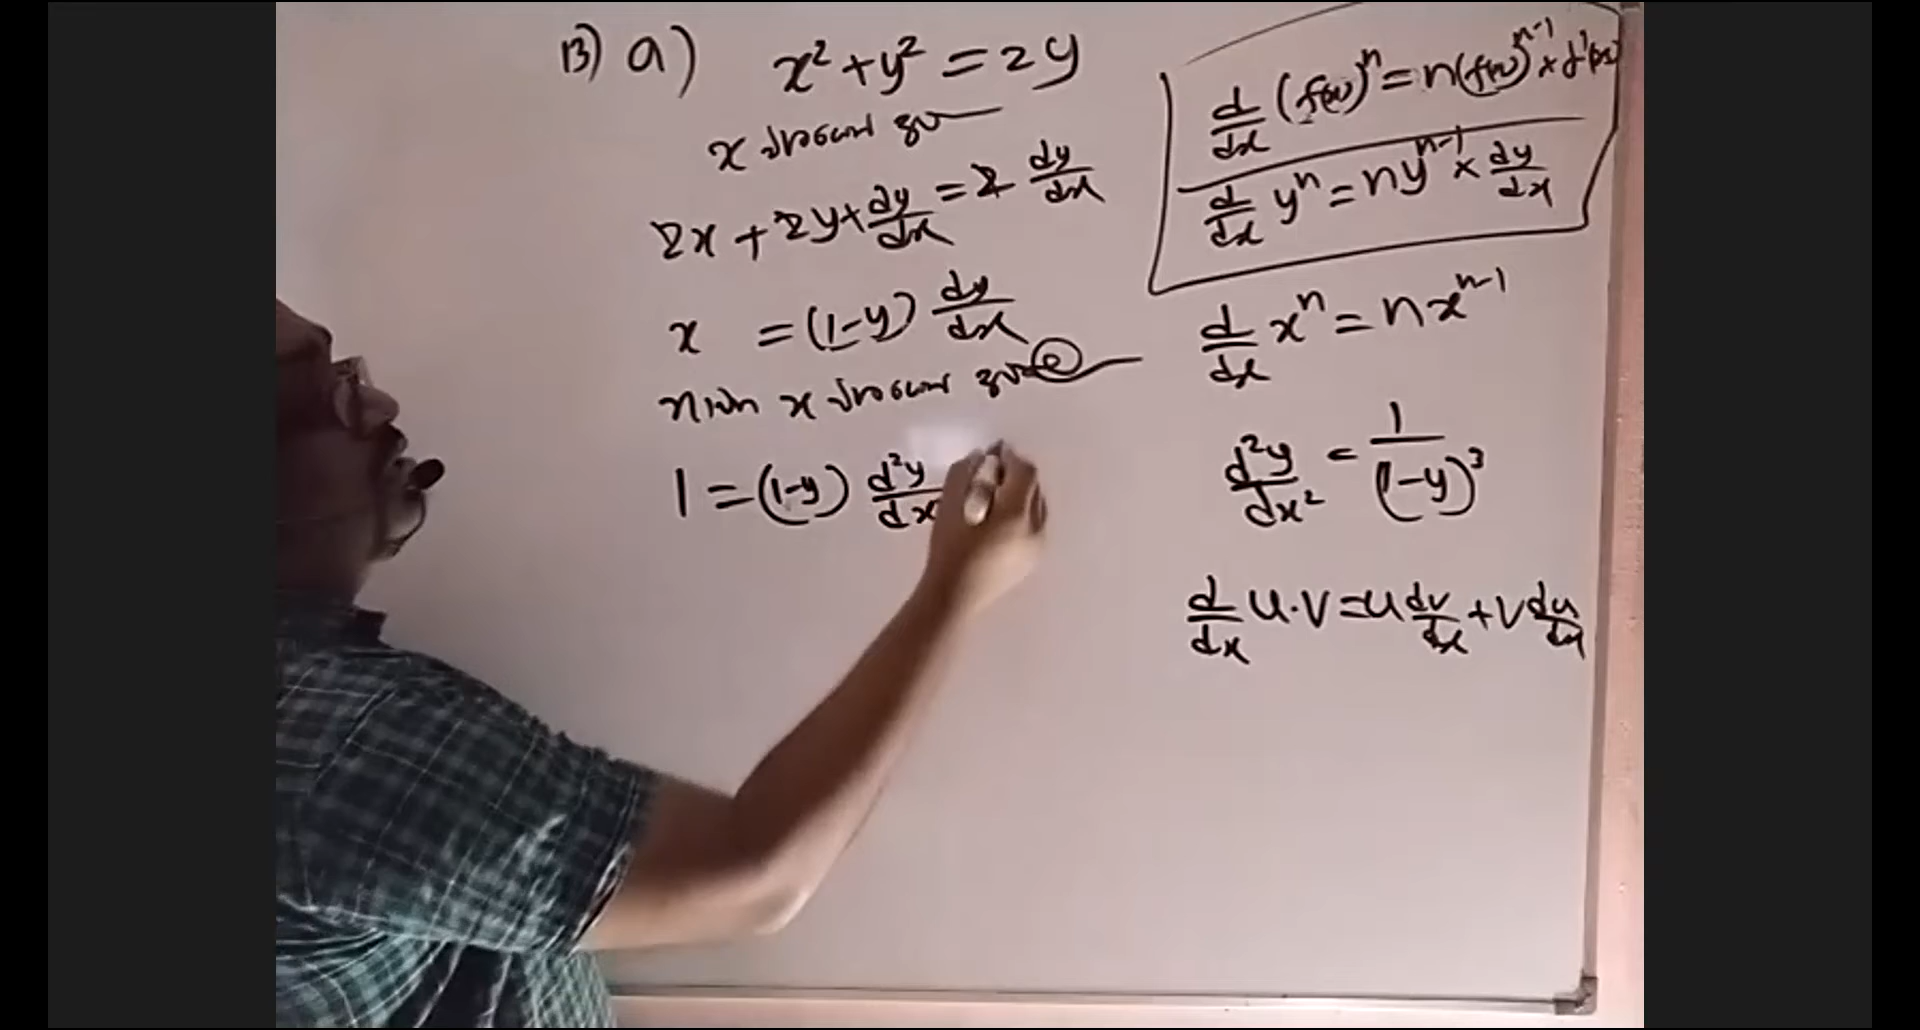 13) a) x² + y² = 2y
x
2x + 2y × dy/dx = 2 dy/dx
x = (1-y) dy/dx
x
1 = (1-y) d²y/dx
d/dx (f(x))ⁿ = n(f(x))ⁿ⁻¹ × f'(x)
d/dx yⁿ = nyⁿ⁻¹ × dy/dx
d/dx xⁿ = nxⁿ⁻¹
d²y/dx² = 1/(1-y)³
d/dx u·v = u dv/dx + v du/dx